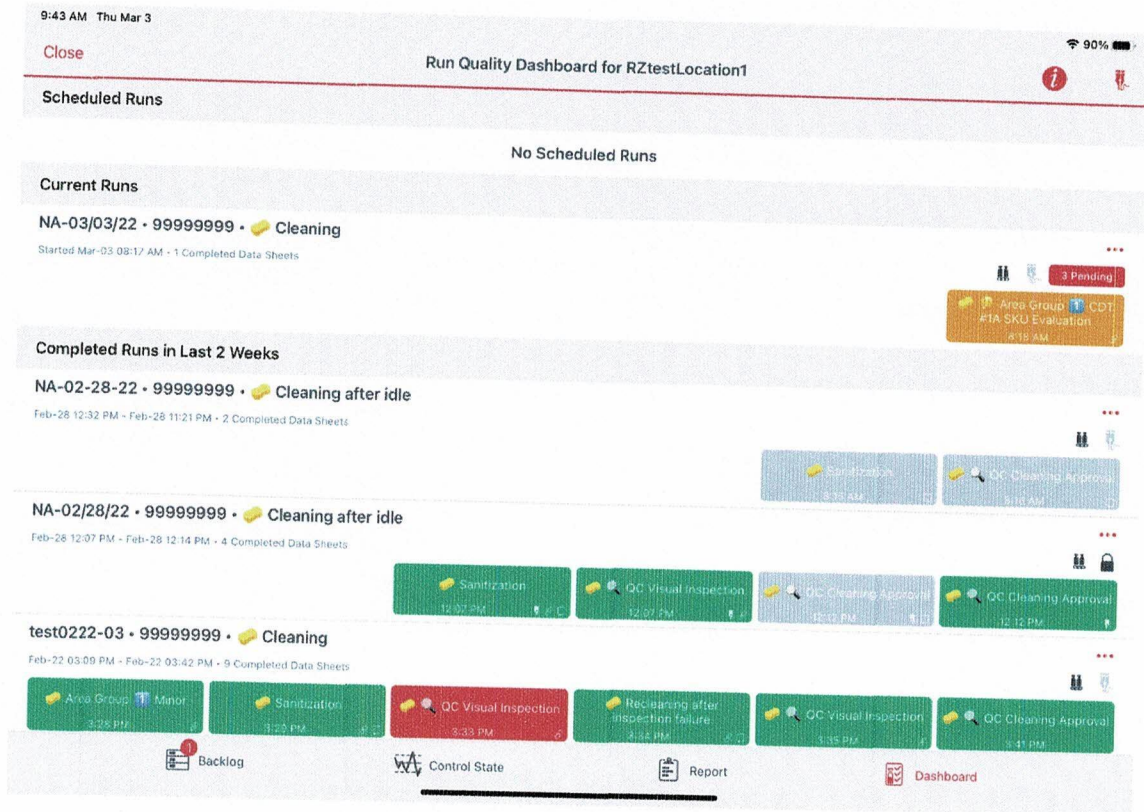 9:43 AM Thu Mar 3
90%
Close
Run Quality Dashboard for RZtestLocation1
Scheduled Runs
No Scheduled Runs
Current Runs
NA-03/03/22 • 99999999 • Cleaning
Started Mar-03 08:17 AM - 1 Completed Data Sheets
3 Pending
Area Group 1 CDT
#1A SKU Evaluation
8:18 AM
Completed Runs in Last 2 Weeks
NA-02-28-22 • 99999999 • Cleaning after idle
Feb-28 12:32 PM - Feb-28 11:21 PM - 2 Completed Data Sheets
Sanitization
QC Cleaning Approval
NA-02/28/22 • 99999999 • Cleaning after idle
Feb-28 12:07 PM - Feb-28 12:14 PM - 4 Completed Data Sheets
Sanitization
12:07 PM
QC Visual Inspection
12:07 PM
QC Cleaning Approval
12:12 PM
QC Cleaning Approval
12:12 PM
test0222-03 • 99999999 • Cleaning
Feb-22 03:09 PM - Feb-22 03:42 PM - 9 Completed Data Sheets
Area Group 1 Minor
3:28 PM
Sanitization
QC Visual Inspection
3:33 PM
Recleaning after
inspection failure
3:34 PM
QC Visual Inspection
3:35 PM
QC Cleaning Approval
3:41 PM
1
Backlog
Control State
Report
Dashboard